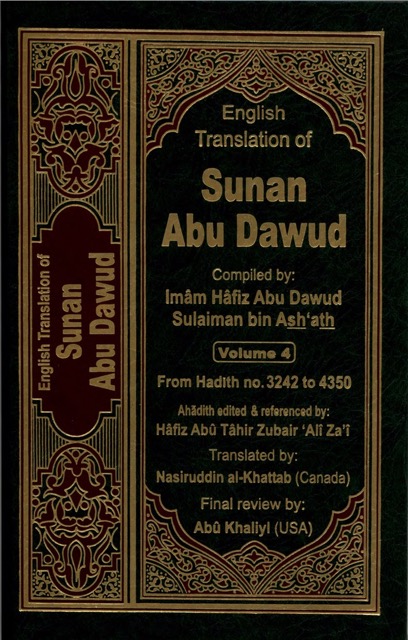 English Translation of
Sunan
Abu Dawud
English
Translation of
Sunan
Abu Dawud
Compiled by:
Imâm Hâfiz Abu Dawud
Sulaiman bin Ash'ath
Volume 4
From Hadith no. 3242 to 4350
Ahâdith edited & referenced by:
Hâfiz Abû Tâhir Zubair 'Alî Za'î
Translated by:
Nasiruddin al-Khattab (Canada)
Final review by:
Abû Khaliyl (USA)